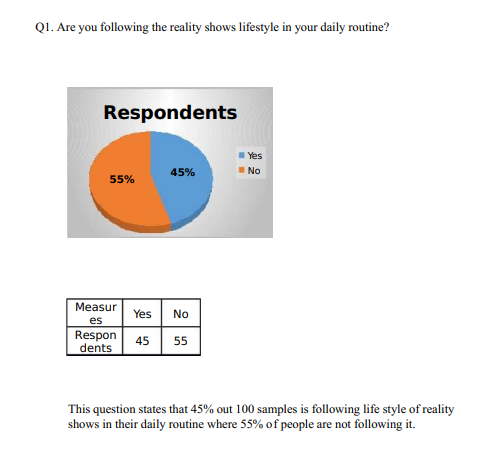 Q1. Are you following the reality shows lifestyle in your daily routine?
Respondents
Yes
No
55%
45%
Measur
es
Yes
No
Respon
dents
45
55
This question states that 45% out 100 samples is following life style of reality
shows in their daily routine where 55% of people are not following it.